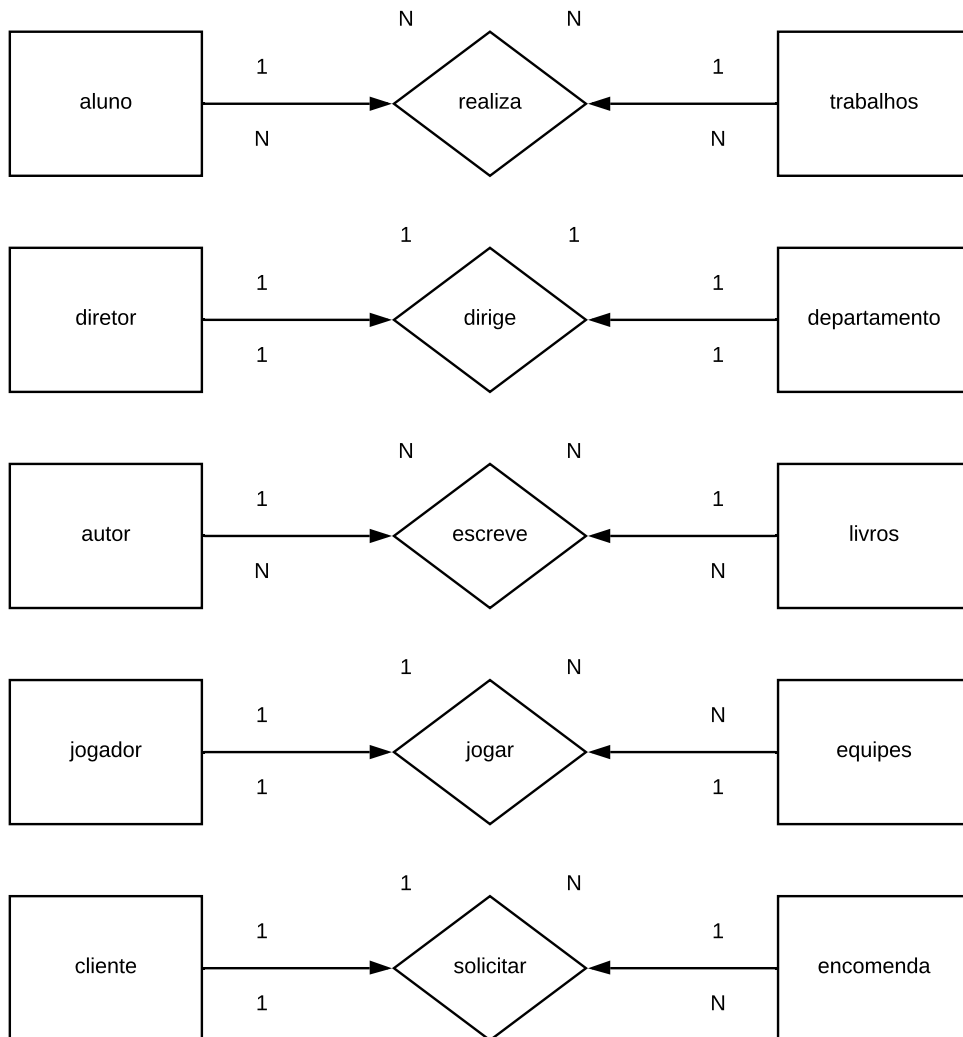 N N
1 1
aluno realiza trabalhos
N N
1 1
1 1
diretor dirige departamento
1 1
N N
1 1
autor escreve livros
N N
1 N
1 N
jogador jogar equipes
1 1
1 N
1 1
cliente solicitar encomenda
1 N